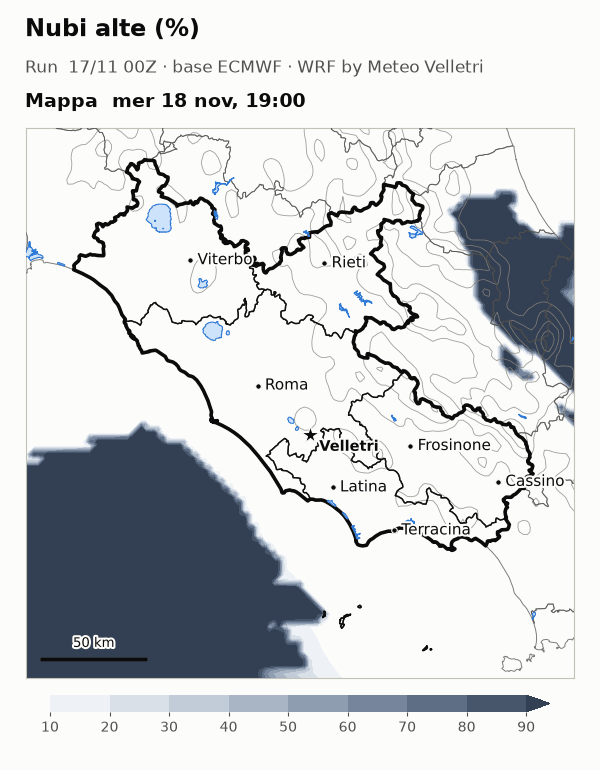 Nubi alte (%)
Run  17/11 00Z · base ECMWF · WRF by Meteo Velletri
Mappa  mer 18 nov, 19:00
Viterbo
Rieti
Roma
Velletri
Frosinone
Cassino
Latina
Terracina
50 km
10 20 30 40 50 60 70 80 90